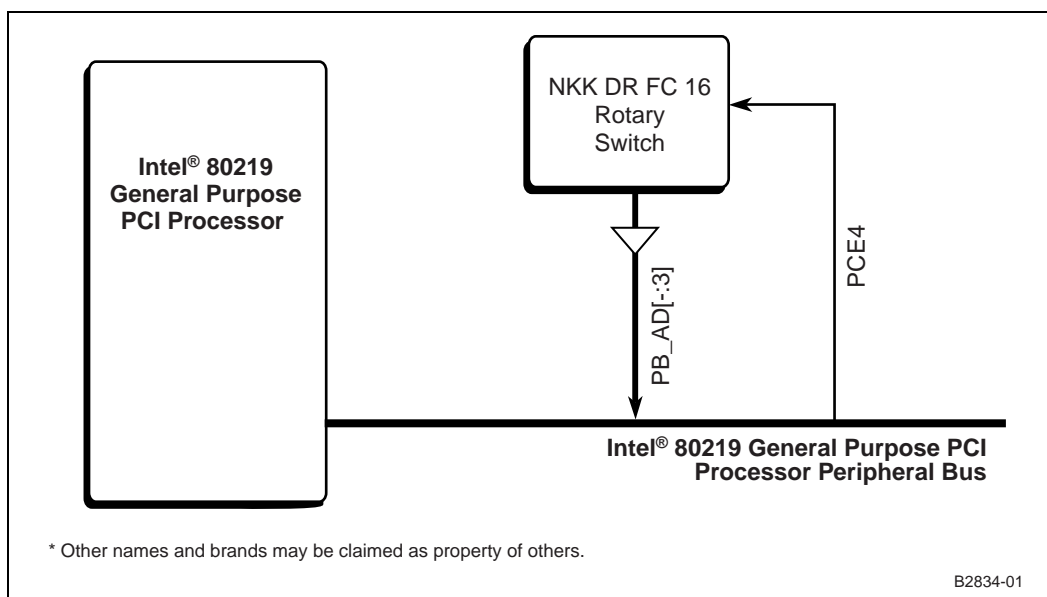 Intel® 80219
General Purpose
PCI Processor
NKK DR FC 16
Rotary
Switch
PB_AD[-:3]
PCE4
Intel® 80219 General Purpose PCI
Processor Peripheral Bus
* Other names and brands may be claimed as property of others.
B2834-01